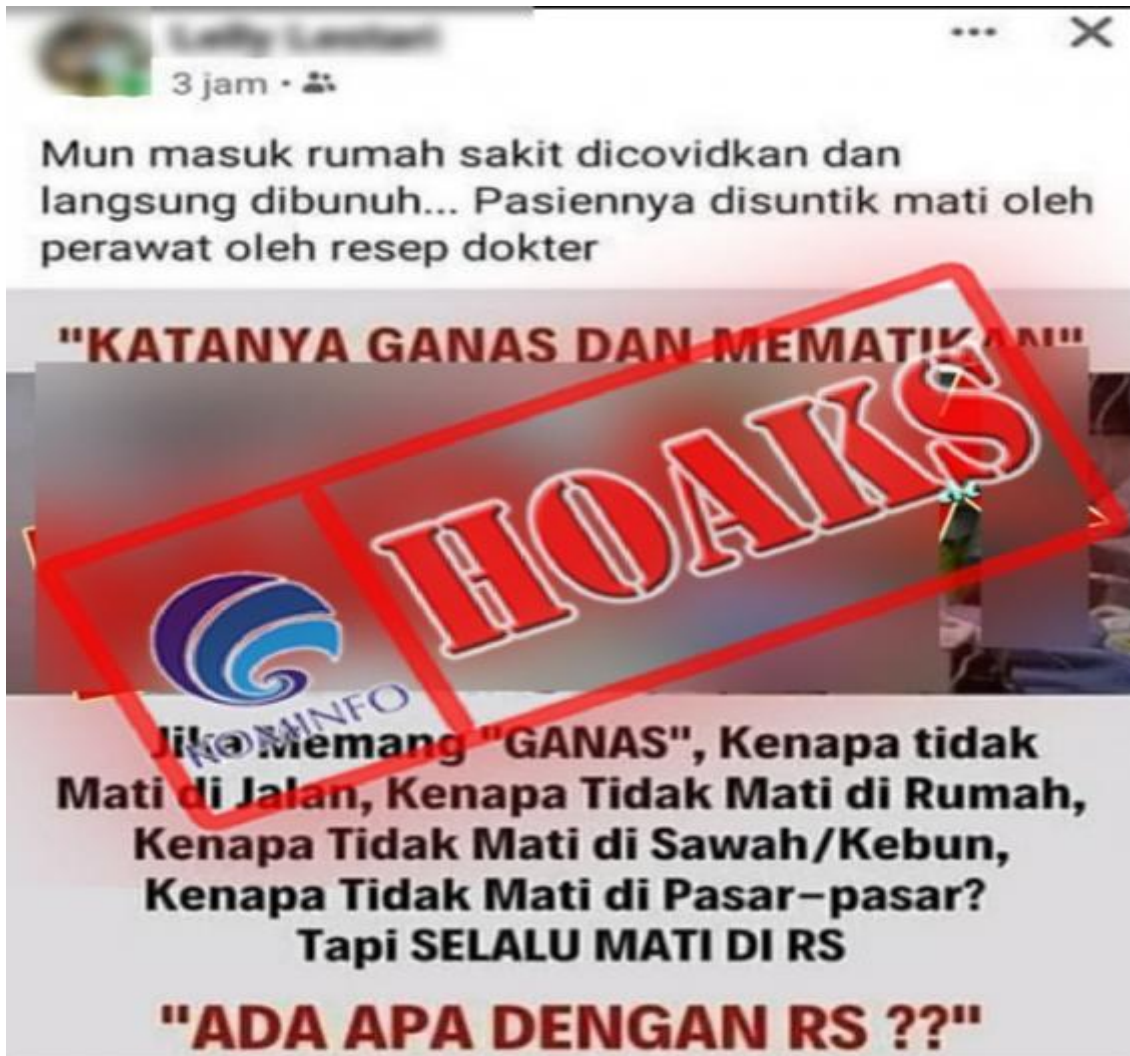 3 jam
Mun masuk rumah sakit dicovidkan dan
langsung dibunuh... Pasiennya disuntik mati oleh
perawat oleh resep dokter
"KATANYA GANAS DAN MEMATIKAN"
HOAKS
KOMINFO
Jika Memang "GANAS", Kenapa tidak
Mati di Jalan, Kenapa Tidak Mati di Rumah,
Kenapa Tidak Mati di Sawah/Kebun,
Kenapa Tidak Mati di Pasar-pasar?
Tapi SELALU MATI DI RS
"ADA APA DENGAN RS ??"